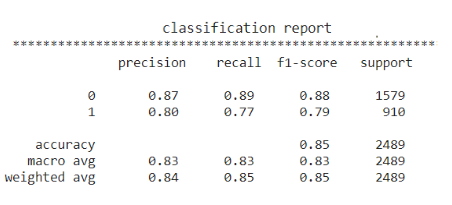 classification report
********************************************************
precision recall f1-score support
0 0.87 0.89 0.88 1579
1 0.80 0.77 0.79 910
accuracy 0.85 2489
macro avg 0.83 0.83 0.83 2489
weighted avg 0.84 0.85 0.85 2489